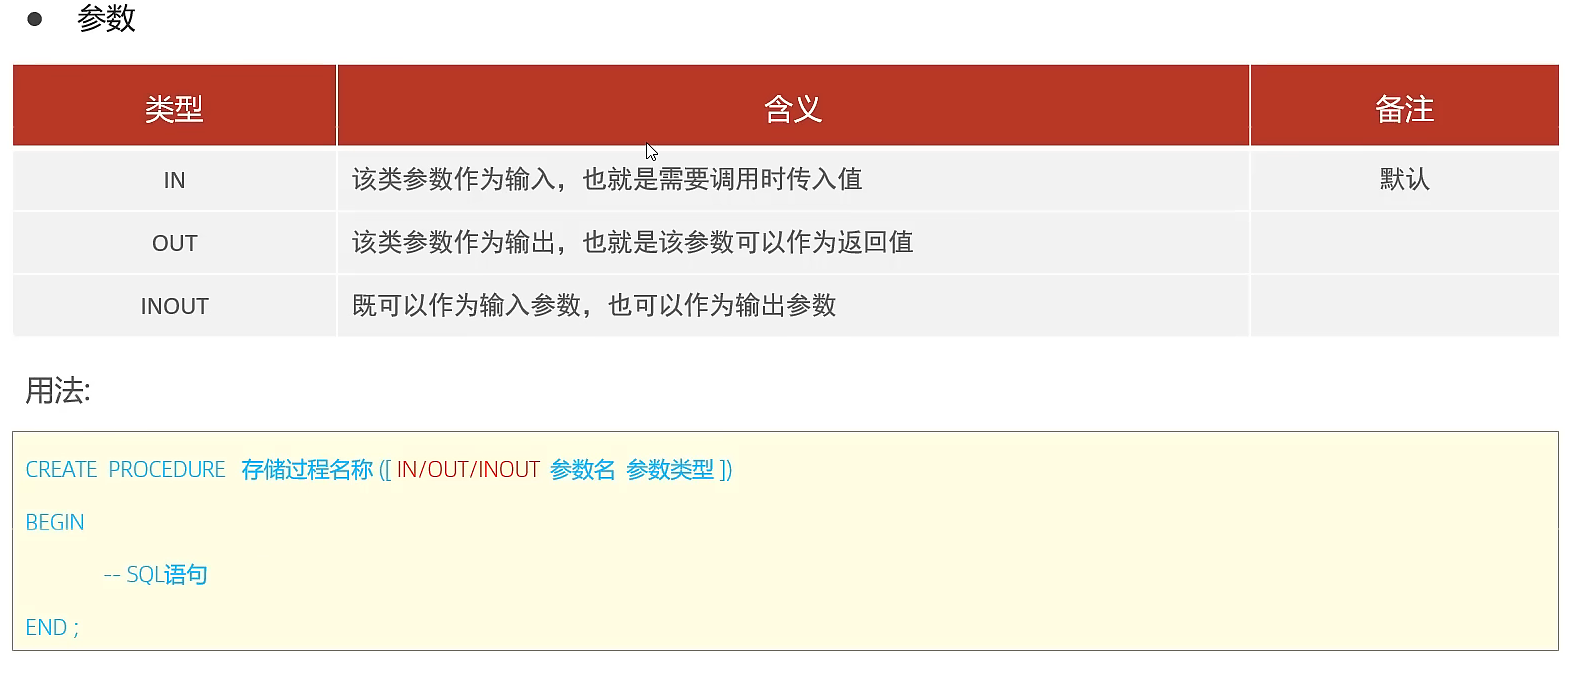 ● 参数
类型 含义 备注
IN 该类参数作为输入，也就是需要调用时传入值 默认
OUT 该类参数作为输出，也就是该参数可以作为返回值
INOUT 既可以作为输入参数，也可以作为输出参数
用法:
CREATE PROCEDURE 存储过程名称 ([ IN/OUT/INOUT 参数名 参数类型 ])
BEGIN
-- SQL语句
END ;